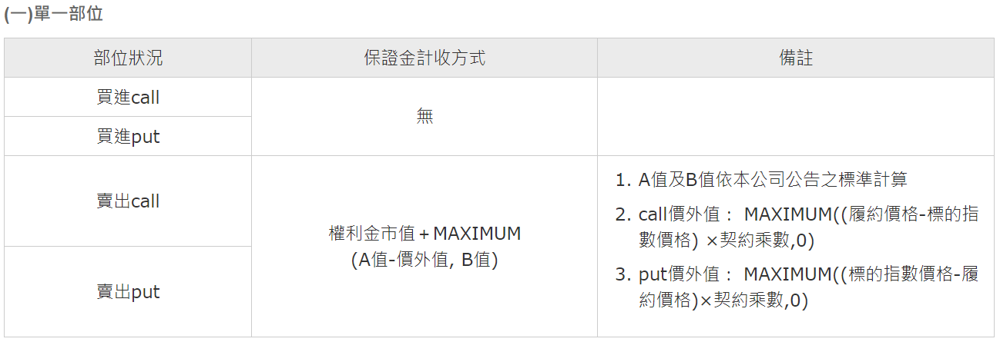 (一)單一部位
部位狀況
保證金計收方式
備註
買進call
無
買進put
賣出call
權利金市值＋MAXIMUM
(A值-價外值, B值)
1. A值及B值依本公司公告之標準計算
2. call價外值： MAXIMUM((履約價格-標的指
數價格) ×契約乘數,0)
3. put價外值： MAXIMUM((標的指數價格-履
約價格)×契約乘數,0)
賣出put